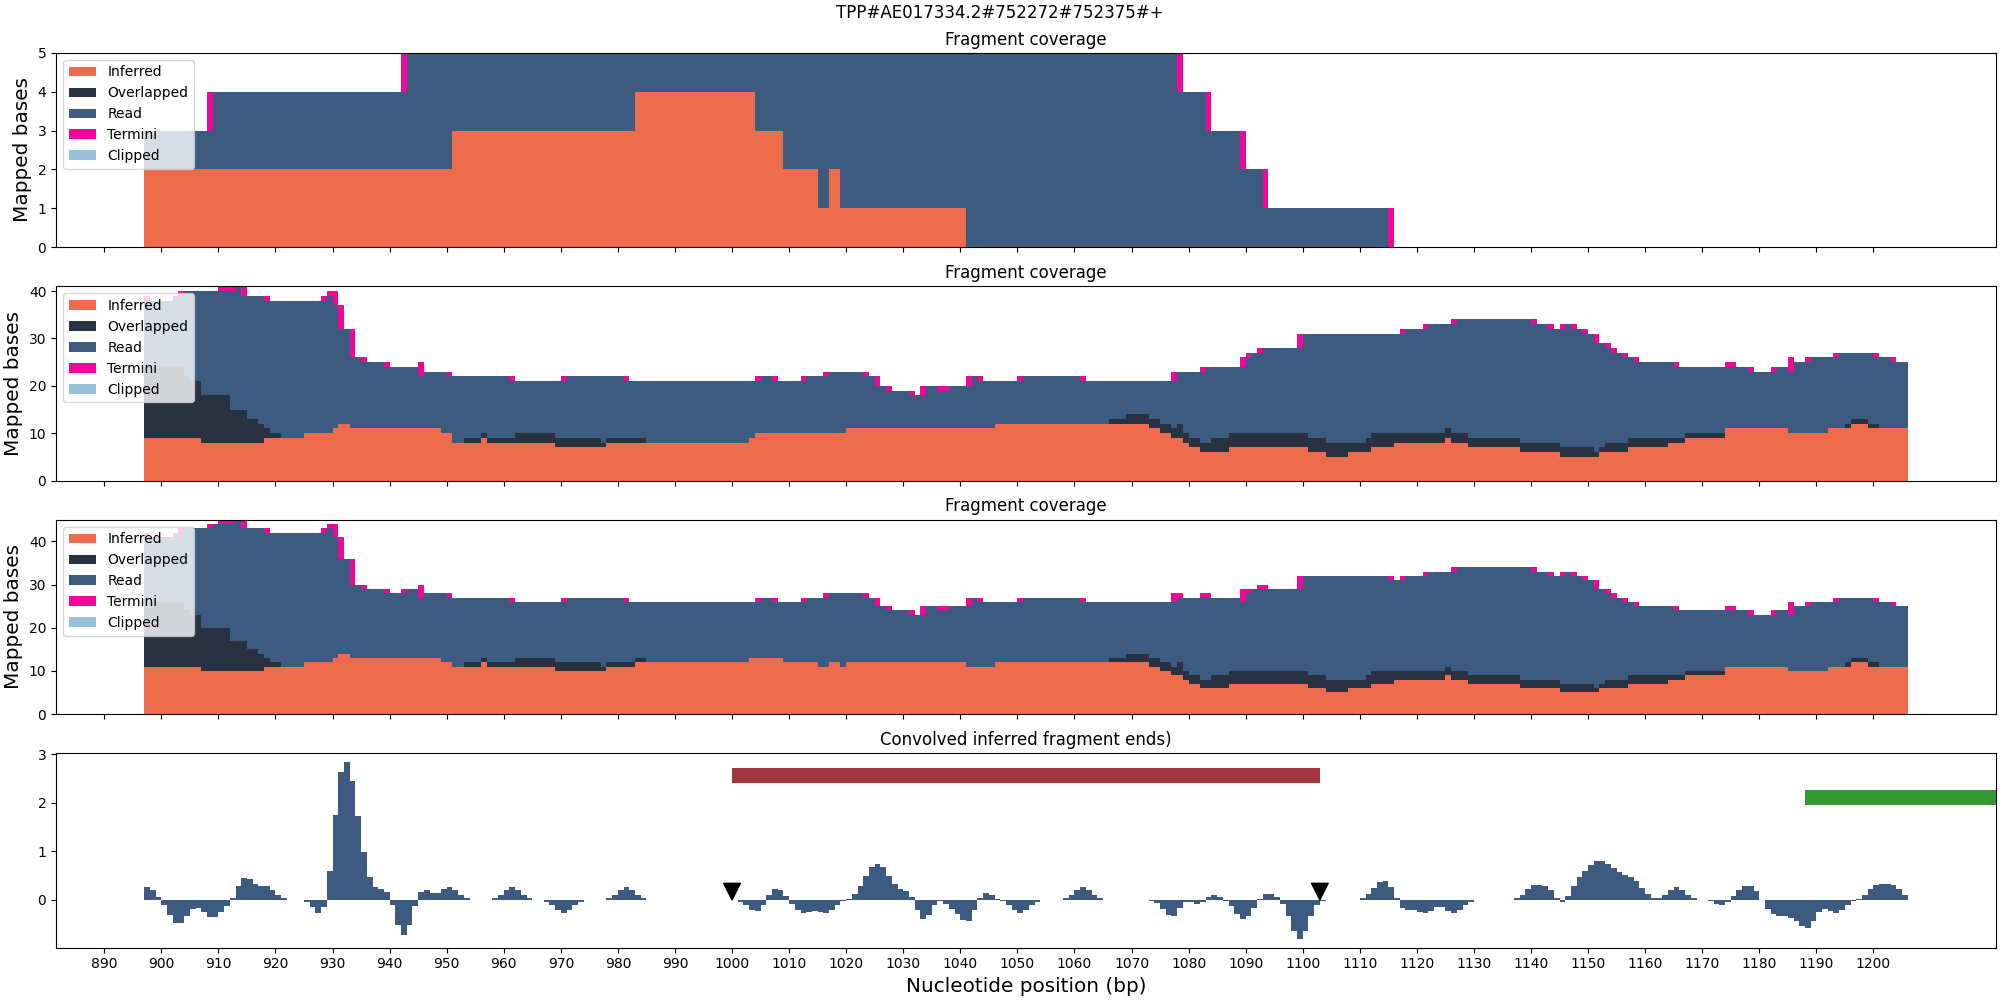 TPP#AE017334.2#752272#752375#+
Fragment coverage
Mapped bases
5
4
3
2
1
0
Inferred
Overlapped
Read
Termini
Clipped
Fragment coverage
Mapped bases
40
30
20
10
0
Inferred
Overlapped
Read
Termini
Clipped
Fragment coverage
Mapped bases
40
30
20
10
0
Inferred
Overlapped
Read
Termini
Clipped
Convolved inferred fragment ends)
3
2
1
0
890 900 910 920 930 940 950 960 970 980 990 1000 1010 1020 1030 1040 1050 1060 1070 1080 1090 1100 1110 1120 1130 1140 1150 1160 1170 1180 1190 1200
Nucleotide position (bp)